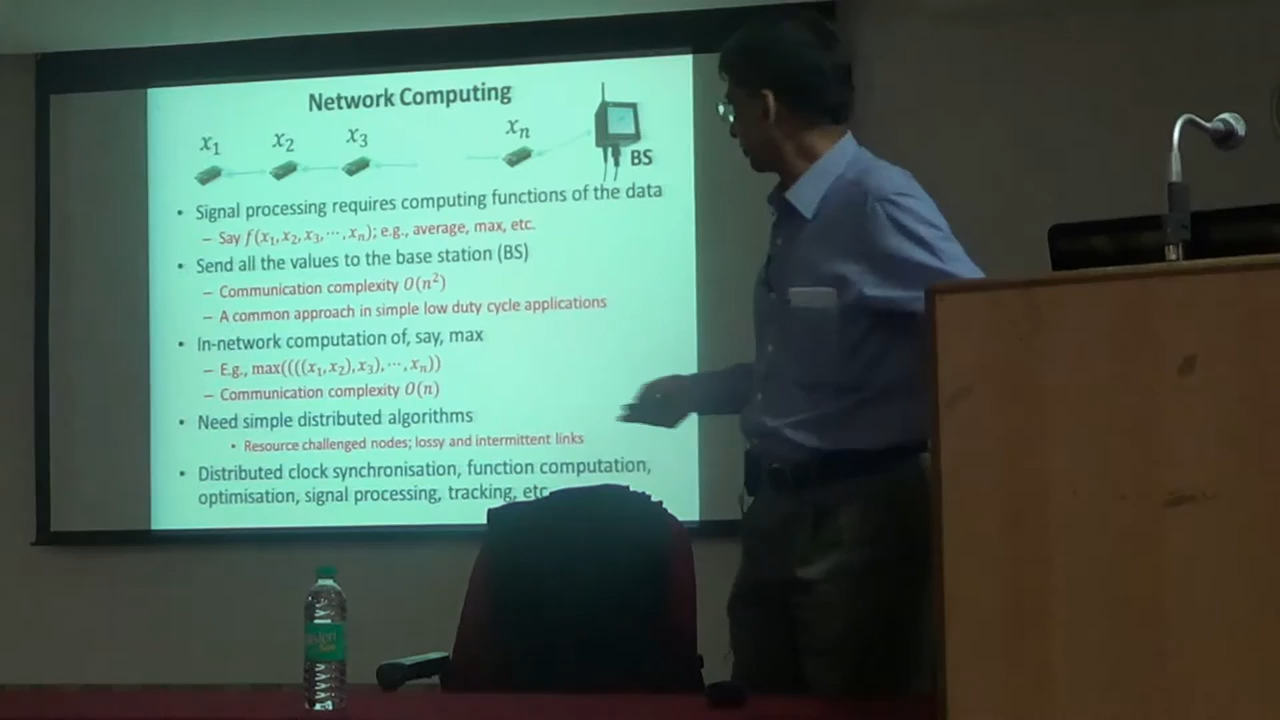 Network Computing
x₁ x₂ x₃ xₙ
BS
• Signal processing requires computing functions of the data
– Say f(x₁, x₂, x₃, ⋯, xₙ); e.g., average, max, etc.
• Send all the values to the base station (BS)
– Communication complexity O(n²)
– A common approach in simple low duty cycle applications
• In-network computation of, say, max
– E.g., max((((x₁, x₂), x₃), ⋯, xₙ))
– Communication complexity O(n)
• Need simple distributed algorithms
• Resource challenged nodes; lossy and intermittent links
• Distributed clock synchronisation, function computation,
optimisation, signal processing, tracking, etc